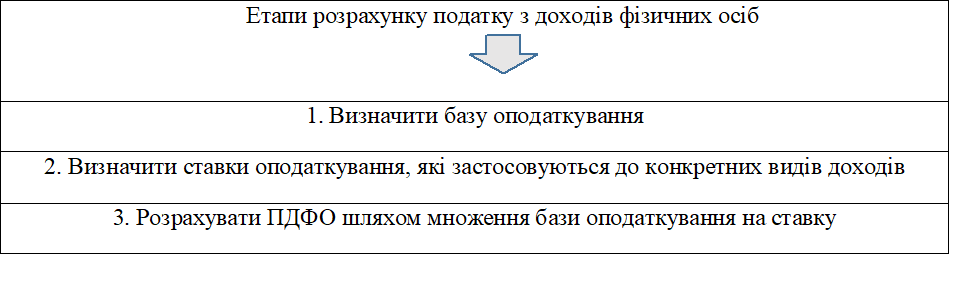 Етапи розрахунку податку з доходів фізичних осіб
1. Визначити базу оподаткування
2. Визначити ставки оподаткування, які застосовуються до конкретних видів доходів
3. Розрахувати ПДФО шляхом множення бази оподаткування на ставку